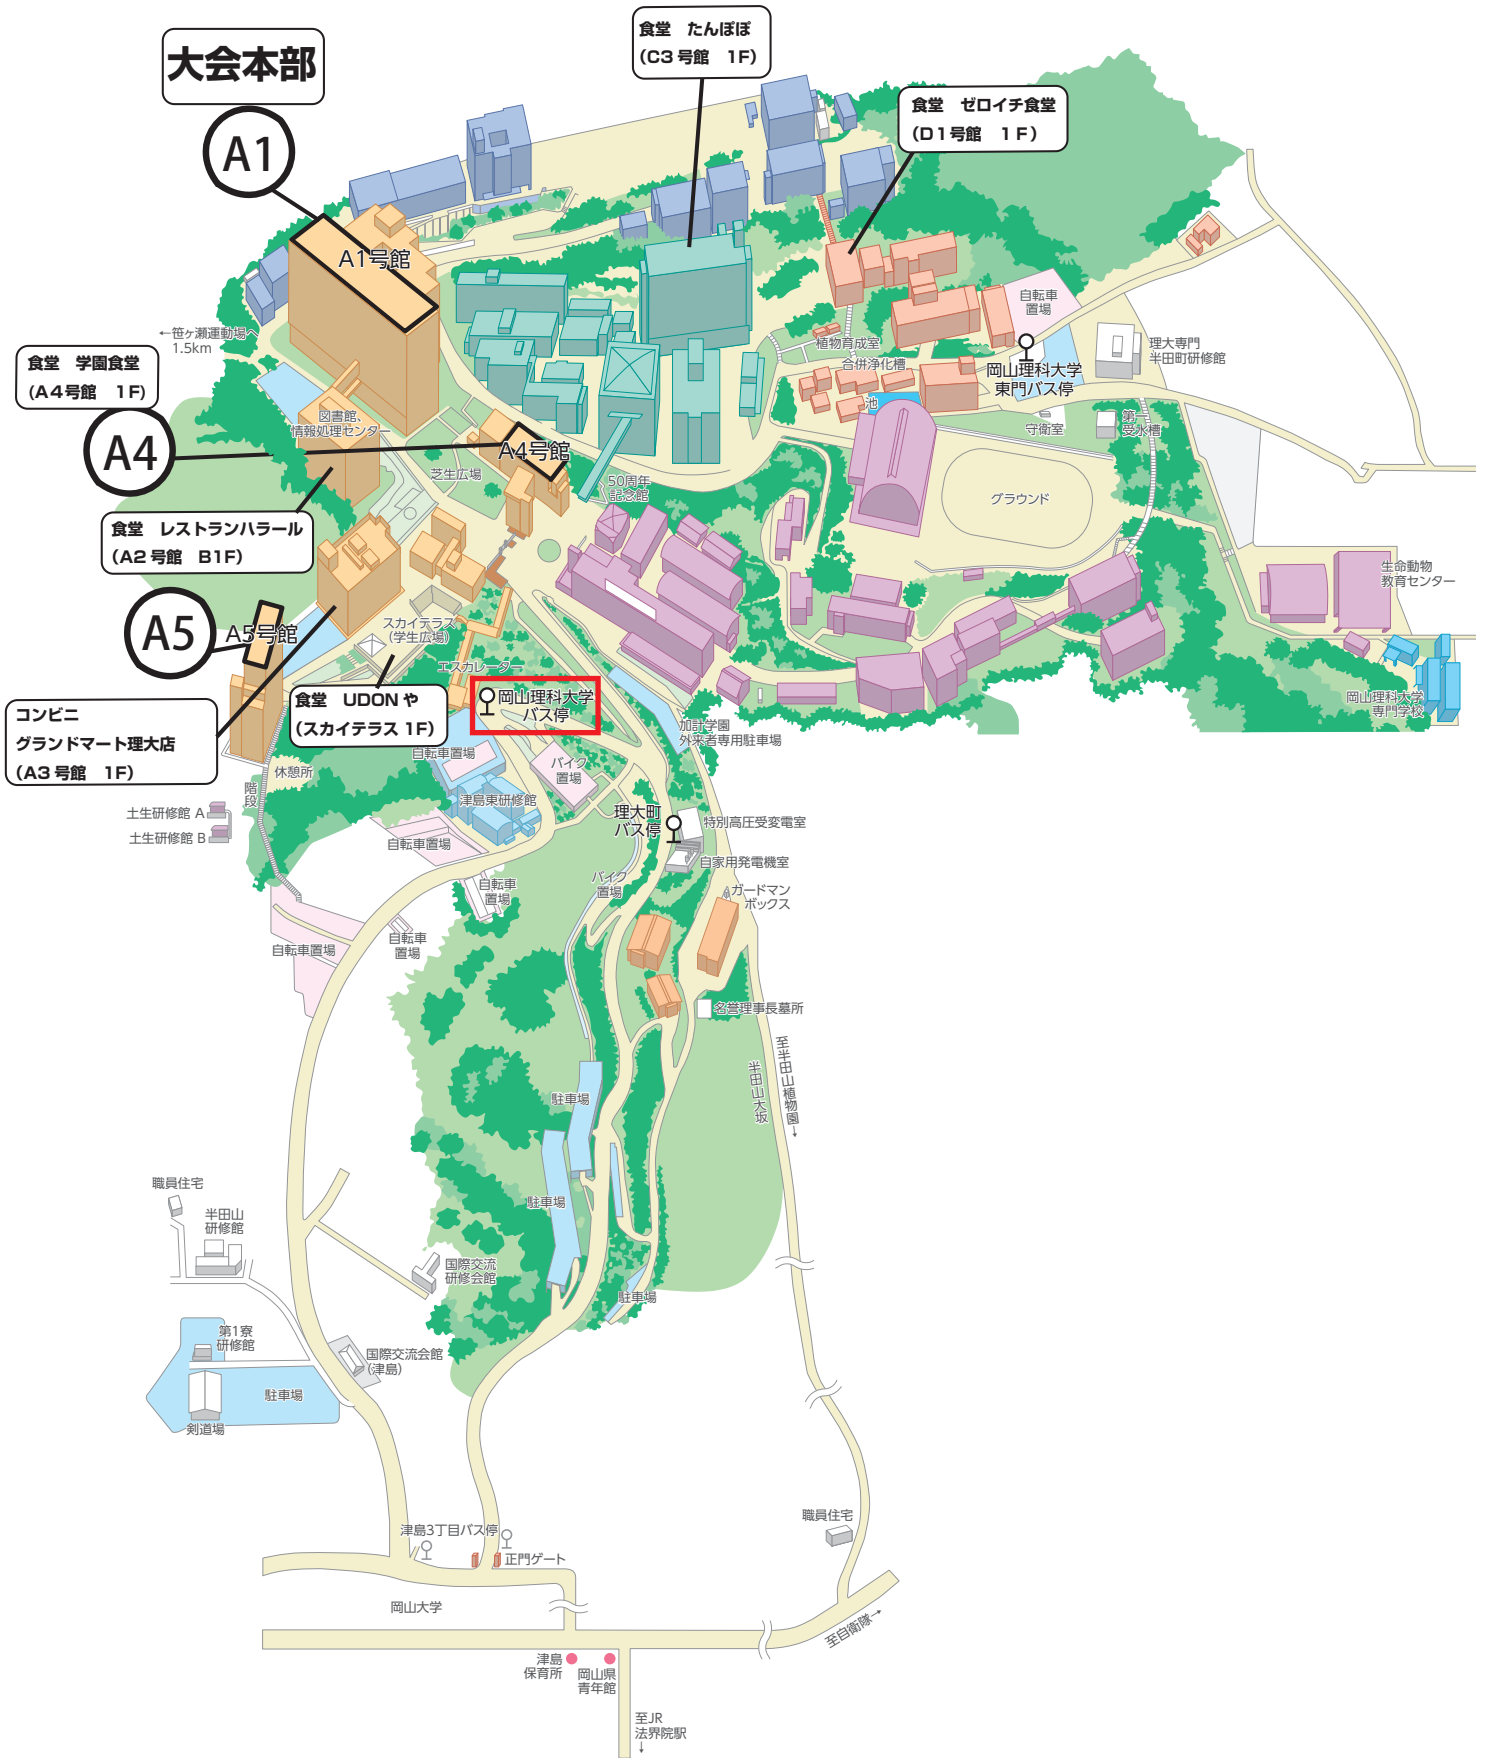 大会本部
A1
食堂　たんぽぽ
（C3 号館　1F）
食堂　ゼロイチ食堂
（D1号館　1F）
A1号館
←笹ヶ瀬運動場へ
1.5km
食堂　学園食堂
（A4号館　1F）
A4
図書館、
情報処理センター
A4号館
芝生広場
50周年
記念館
食堂　レストランハラール
（A2号館　B1F）
A5
A5号館
スカイテラス
（学生広場）
エスカレーター
食堂　UDONや
（スカイテラス 1F）
コンビニ
グランドマート理大店
（A3号館　1F）
岡山理科大学
バス停
自転車
置場
植物育成室
合併浄化槽
池
岡山理科大学
東門バス停
理大専門
半田町研修館
守衛室
第一
受水槽
グラウンド
生命動物
教育センター
岡山理科大学
専門学校
加計学園
外来者専用駐車場
自転車置場
バイク
置場
休憩所
階段
津島東研修館
土生研修館 A
土生研修館 B
自転車置場
理大町
バス停
特別高圧受変電室
自家用発電機室
自転車
置場
バイク
置場
ガードマン
ボックス
自転車置場
自転車
置場
名誉理事長墓所
半田山大坂
至半田山植物園→
駐車場
駐車場
駐車場
職員住宅
半田山
研修館
国際交流
研修会館
第1寮
研修館
国際交流会館
（津島）
駐車場
剣道場
津島3丁目バス停
正門ゲート
職員住宅
岡山大学
至自衛隊→
津島
保育所
岡山県
青年館
至JR
法界院駅
↓